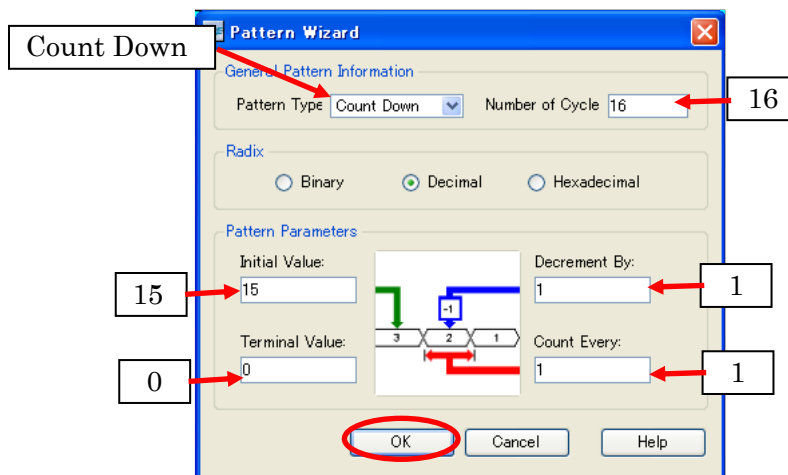 Pattern Wizard
Count Down
General Pattern Information
Pattern Type Count Down Number of Cycle 16
16
Radix
Binary Decimal Hexadecimal
Pattern Parameters
Initial Value: Decrement By:
15 15 -1 1 1
3 2 1
Terminal Value: Count Every:
0 0 1 1
OK Cancel Help